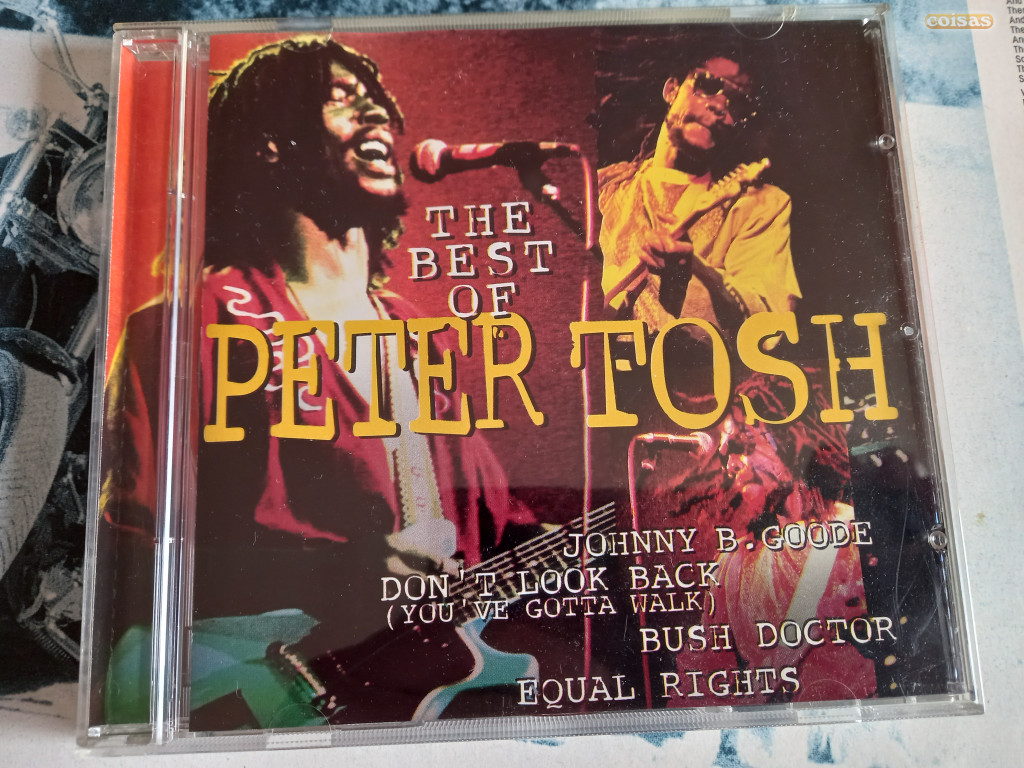 coisas
THE
BEST
OF
PETER TOSH
JOHNNY B.GOODE
DON'T LOOK BACK
(YOU'VE GOTTA WALK)
BUSH DOCTOR
EQUAL RIGHTS